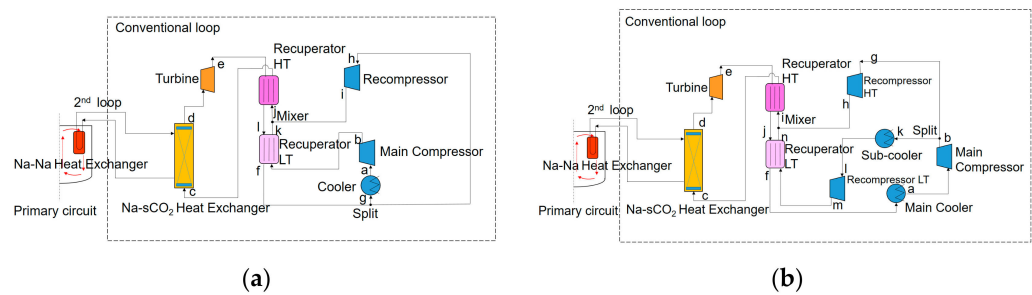 Conventional loop
Recuperator
HT
h
e
Turbine
Recompressor
2nd loop
j
i
Mixer
d
l
k
Recuperator
LT
b
Main Compressor
Na-Na Heat Exchanger
a
f
Cooler
c
g
Primary circuit
Na-sCO2 Heat Exchanger
Split
(a)
Conventional loop
Recuperator
HT
g
e
Turbine
Recompressor
HT
h
2nd loop
i
Mixer
d
j
n
k
Split
b
Recuperator
LT
Sub-cooler
Main
Compressor
Na-Na Heat Exchanger
l
Recompressor LT
f
a
c
m
Primary circuit
Na-sCO2 Heat Exchanger
Main Cooler
(b)